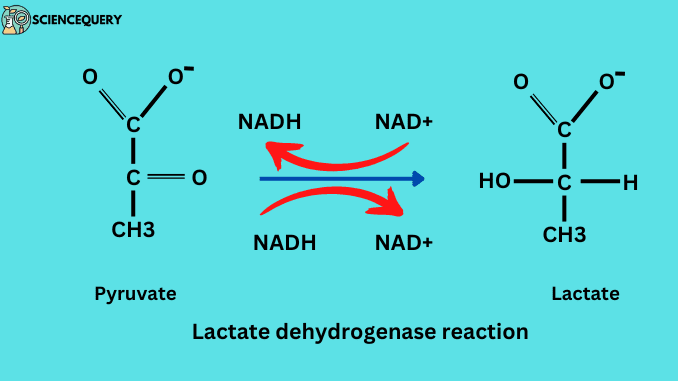 SCIENCEQUERY
O O-
C
C O
CH3
Pyruvate
NADH NAD+
NADH NAD+
O O-
C
HO C H
CH3
Lactate
Lactate dehydrogenase reaction